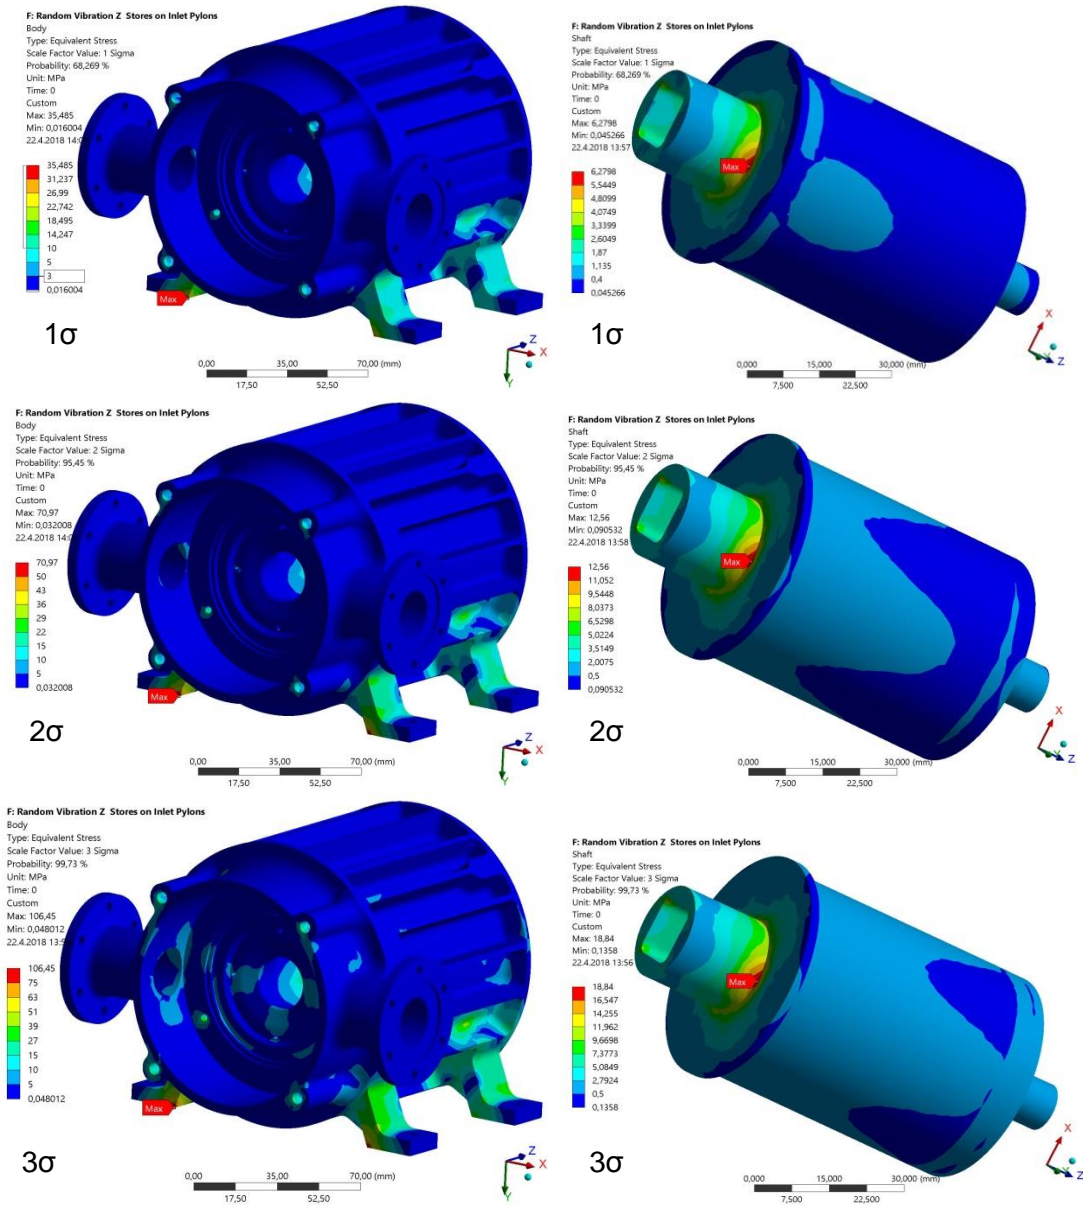 F: Random Vibration Z  Stores on Inlet Pylons
Body
Type: Equivalent Stress
Scale Factor Value: 1 Sigma
Probability: 68,269 %
Unit: MPa
Time: 0
Custom
Max: 35,485
Min: 0,016004
22.4.2018 14:0
35,485
31,237
26,99
22,742
18,495
14,247
10
5
3
0,016004
Max
1σ
0,00
35,00
70,00 (mm)
17,50
52,50
Z
X
Y
F: Random Vibration Z  Stores on Inlet Pylons
Shaft
Type: Equivalent Stress
Scale Factor Value: 1 Sigma
Probability: 68,269 %
Unit: MPa
Time: 0
Custom
Max: 6,2798
Min: 0,045266
22.4.2018 13:57
6,2798
5,5449
4,8099
4,0749
3,3399
2,6049
1,87
1,135
0,4
0,045266
Max
1σ
0,000
15,000
30,000 (mm)
7,500
22,500
X
Y
Z
F: Random Vibration Z  Stores on Inlet Pylons
Body
Type: Equivalent Stress
Scale Factor Value: 2 Sigma
Probability: 95,45 %
Unit: MPa
Time: 0
Custom
Max: 70,97
Min: 0,032008
22.4.2018 14:0
70,97
50
43
36
29
22
15
10
5
0,032008
Max
2σ
0,00
35,00
70,00 (mm)
17,50
52,50
Z
X
Y
F: Random Vibration Z  Stores on Inlet Pylons
Shaft
Type: Equivalent Stress
Scale Factor Value: 2 Sigma
Probability: 95,45 %
Unit: MPa
Time: 0
Custom
Max: 12,56
Min: 0,090532
22.4.2018 13:58
12,56
11,052
9,5448
8,0373
6,5298
5,0224
3,5149
2,0075
0,5
0,090532
Max
2σ
0,000
15,000
30,000 (mm)
7,500
22,500
X
Y
Z
F: Random Vibration Z  Stores on Inlet Pylons
Body
Type: Equivalent Stress
Scale Factor Value: 3 Sigma
Probability: 99,73 %
Unit: MPa
Time: 0
Custom
Max: 106,45
Min: 0,048012
22.4.2018 13:5
106,45
75
63
51
39
27
15
10
5
0,048012
Max
3σ
0,00
35,00
70,00 (mm)
17,50
52,50
Z
X
Y
F: Random Vibration Z  Stores on Inlet Pylons
Shaft
Type: Equivalent Stress
Scale Factor Value: 3 Sigma
Probability: 99,73 %
Unit: MPa
Time: 0
Custom
Max: 18,84
Min: 0,1358
22.4.2018 13:56
18,84
16,547
14,255
11,962
9,6698
7,3773
5,0849
2,7924
0,5
0,1358
Max
3σ
0,000
15,000
30,000 (mm)
7,500
22,500
X
Y
Z